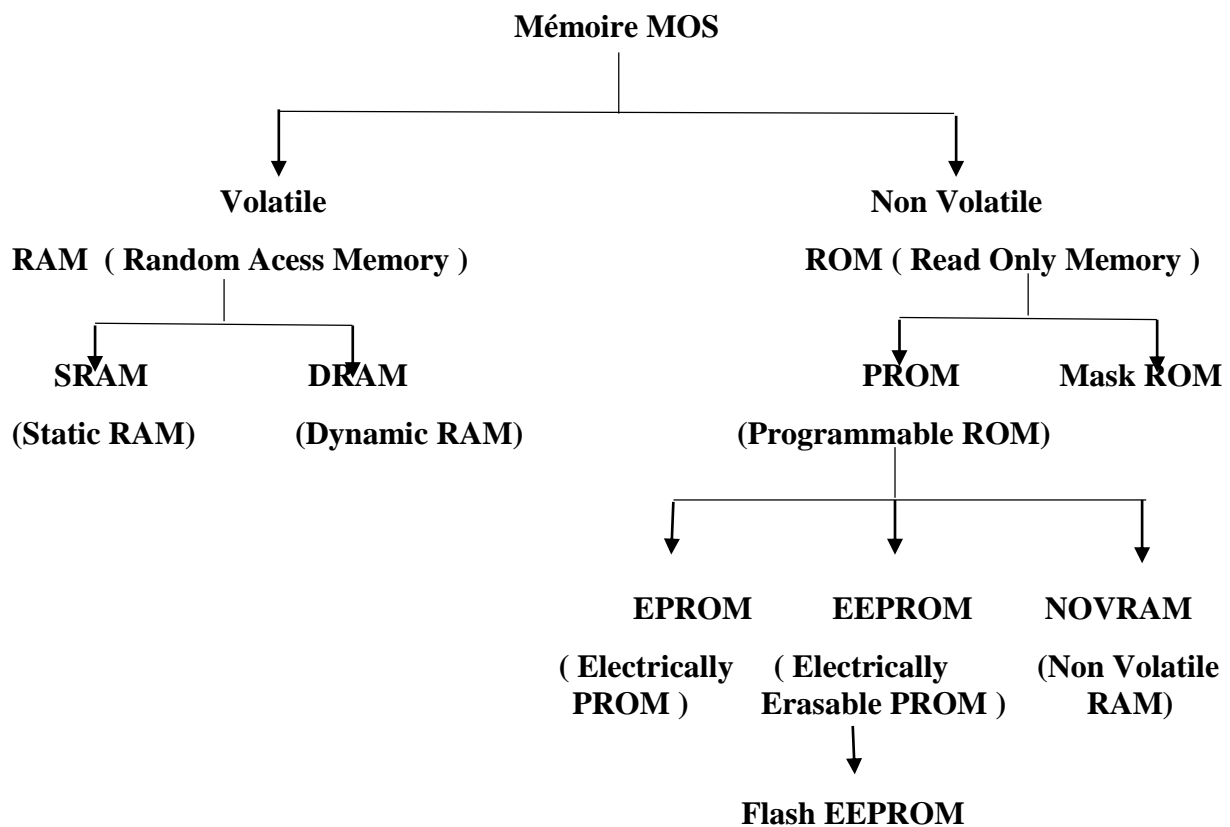 Mémoire MOS
Volatile
Non Volatile
RAM ( Random Acess Memory )
ROM ( Read Only Memory )
SRAM
DRAM
PROM
Mask ROM
(Static RAM)
(Dynamic RAM)
(Programmable ROM)
EPROM
EEPROM
NOVRAM
( Electrically
PROM )
( Electrically
Erasable PROM )
(Non Volatile
RAM)
Flash EEPROM